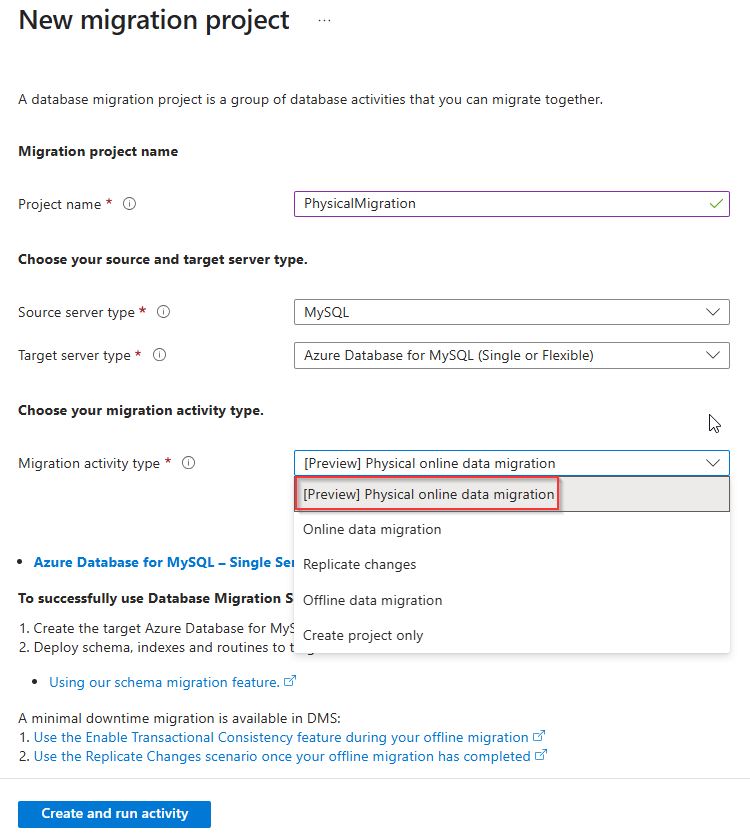 New migration project ...
A database migration project is a group of database activities that you can migrate together.
Migration project name
Project name * PhysicalMigration
Choose your source and target server type.
Source server type * MySQL
Target server type * Azure Database for MySQL (Single or Flexible)
Choose your migration activity type.
Migration activity type * [Preview] Physical online data migration
[Preview] Physical online data migration
Online data migration
Replicate changes
Offline data migration
Create project only
• Azure Database for MySQL – Single
To successfully use Database Migration
1. Create the target Azure Database for
2. Deploy schema, indexes and routines to
• Using our schema migration feature.
A minimal downtime migration is available in DMS:
1. Use the Enable Transactional Consistency feature during your offline migration
2. Use the Replicate Changes scenario once your offline migration has completed
Create and run activity